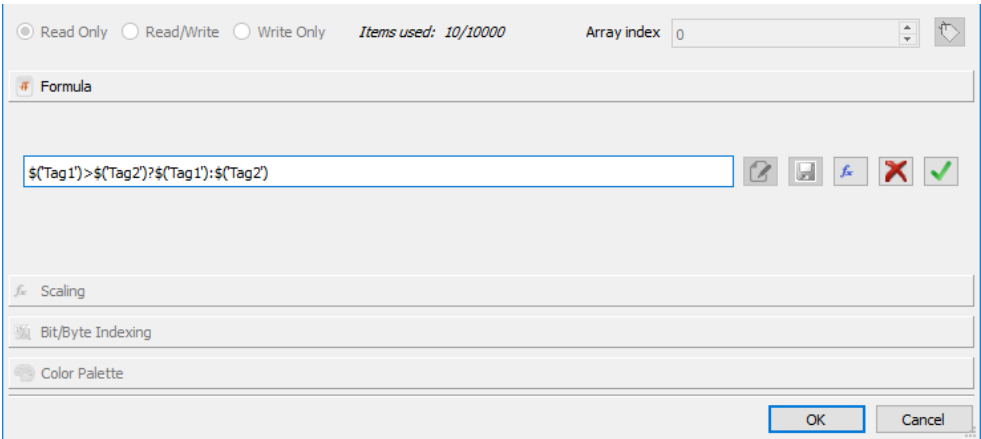 Read Only Read/Write Write Only Items used: 10/10000 Array index 0
Formula
$('Tag1')>$('Tag2')?$('Tag1'):$('Tag2')
Scaling
Bit/Byte Indexing
Color Palette
OK Cancel